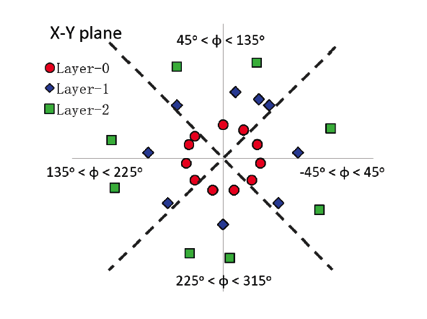 X-Y plane
45° < ϕ < 135°
Layer-0
Layer-1
Layer-2
135° < ϕ < 225°
-45° < ϕ < 45°
225° < ϕ < 315°